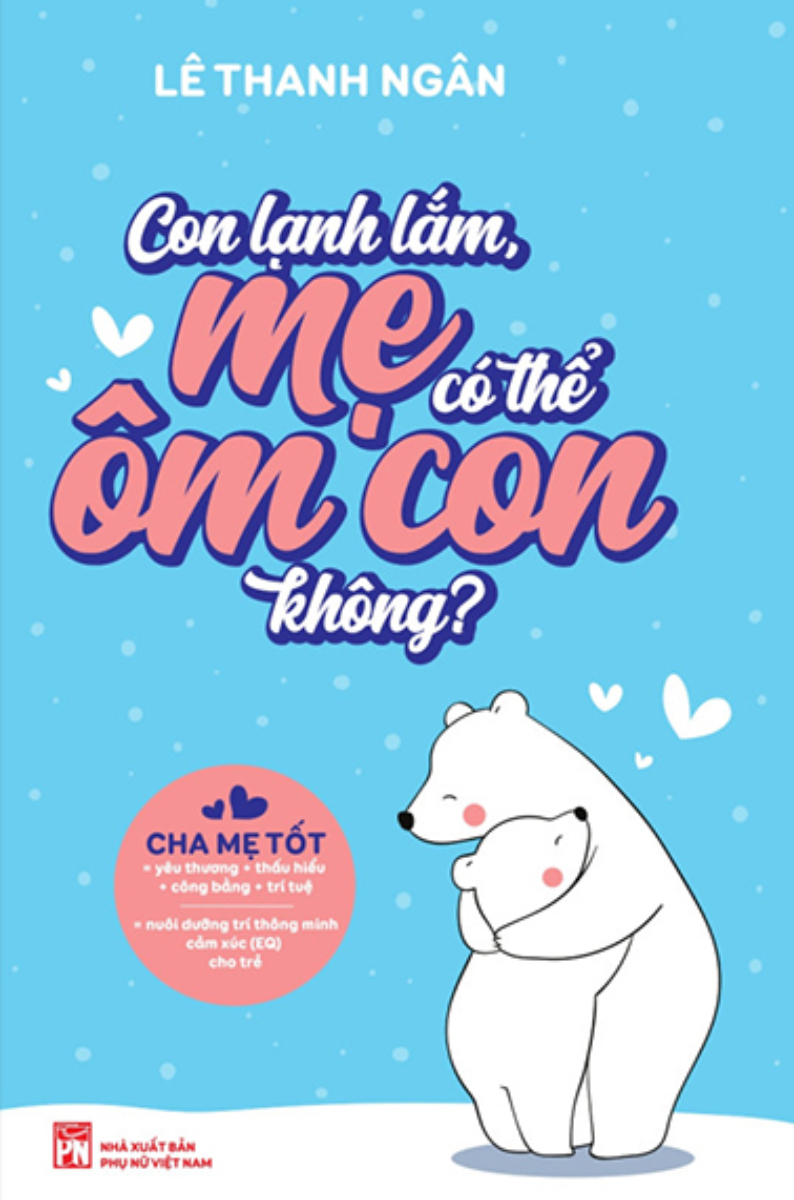 LÊ THANH NGÂN
Con lạnh lắm,
mẹ
có thể
ôm con
không?
CHA MẸ TỐT
= yêu thương + thấu hiểu
+ công bằng + trí tuệ
= nuôi dưỡng trí thông minh
cảm xúc (EQ)
cho trẻ
PN
NHÀ XUẤT BẢN
PHỤ NỮ VIỆT NAM